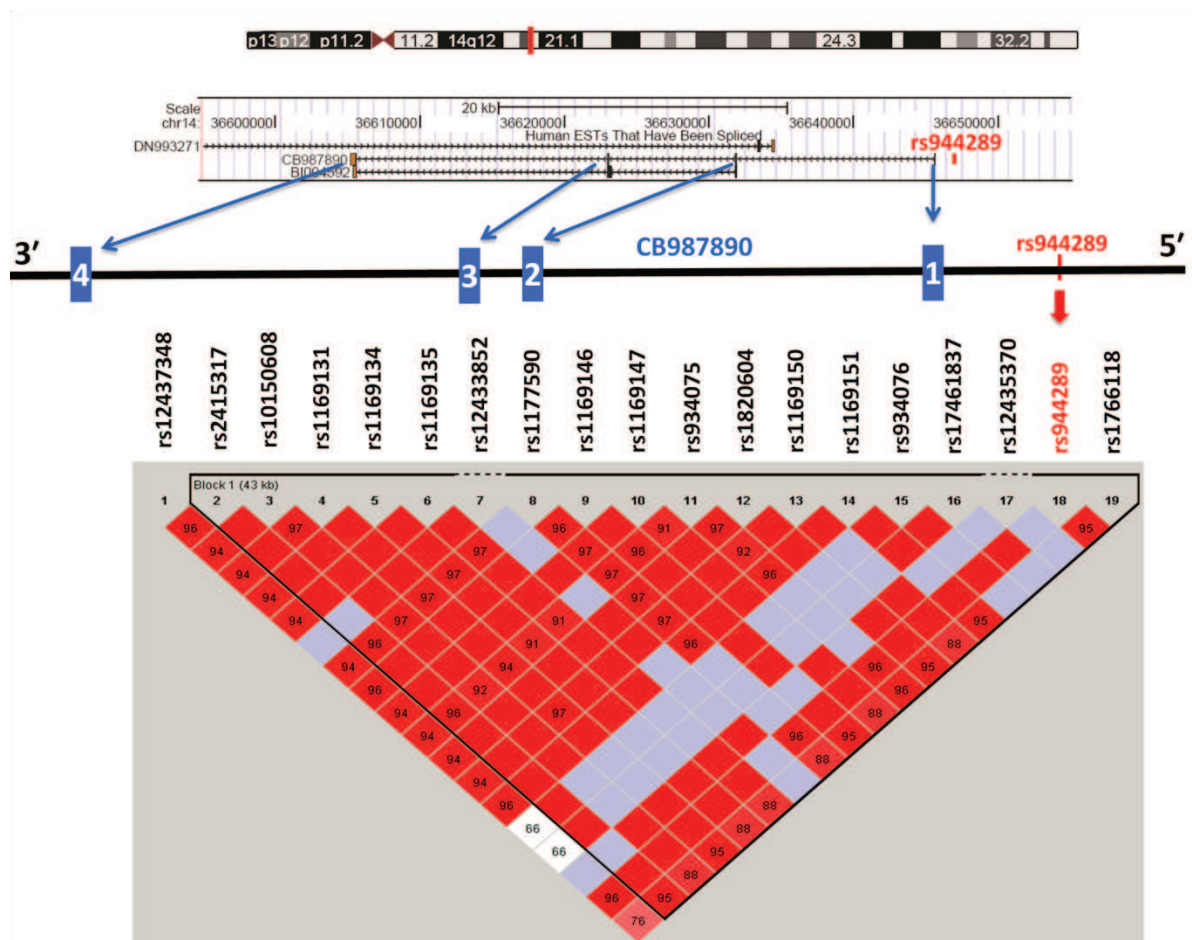 p13 p12 p11.2 11.2 14q12 21.1 24.3 32.2
Scale 20 kb
chr14: 36600000 36610000 36620000 36630000 36640000 36650000
Human ESTs That Have Been Spliced
DN993271
rs944289
CB987890
BI004592
3′ CB987890 rs944289 5′
4 3 2 1
rs12437348
rs2415317
rs10150608
rs1169131
rs1169134
rs1169135
rs12433852
rs1177590
rs1169146
rs1169147
rs934075
rs1820604
rs1169150
rs1169151
rs934076
rs17461837
rs12435370
rs944289
rs1766118
Block 1 (43 kb)
1 2 3 4 5 6 7 8 9 10 11 12 13 14 15 16 17 18 19
96 97 96 91 97 95
94 97 97 96 92
94 97 97 96
94 97 97
94 97 91 97 95
96 91 96 88
94 94 96 95
96 92 96
94 96 97 88
94 96 95
94 88
94
96 88
66 88
66 95
88
96 95
76